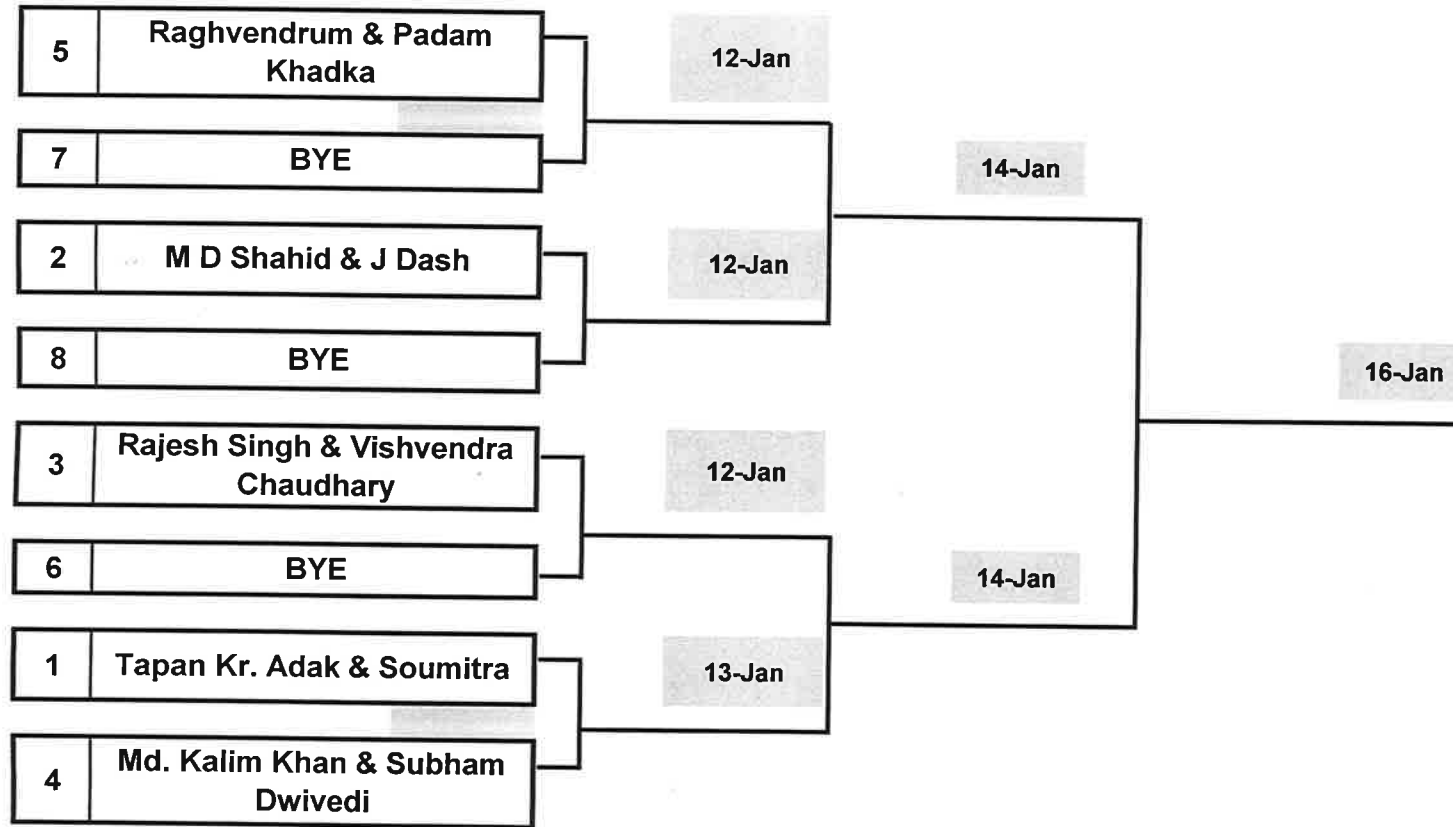 5 Raghvendrum & Padam
Khadka
12-Jan
7 BYE
14-Jan
2 M D Shahid & J Dash
12-Jan
8 BYE
16-Jan
3 Rajesh Singh & Vishvendra
Chaudhary
12-Jan
6 BYE
14-Jan
1 Tapan Kr. Adak & Soumitra
13-Jan
4 Md. Kalim Khan & Subham
Dwivedi